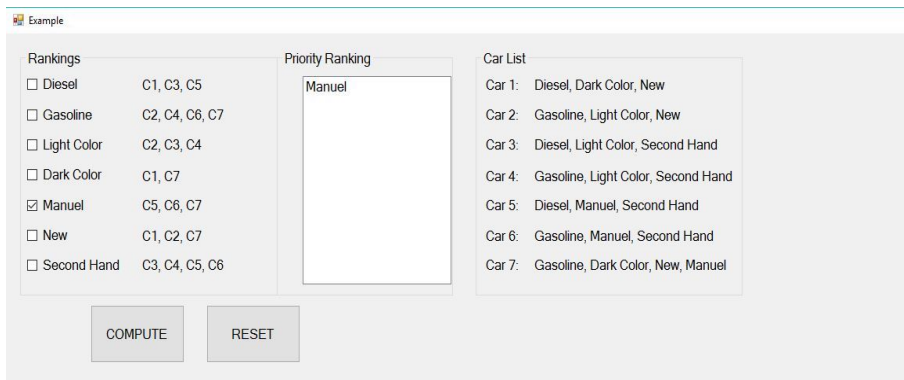 Example
Rankings
Diesel C1, C3, C5
Gasoline C2, C4, C6, C7
Light Color C2, C3, C4
Dark Color C1, C7
Manuel C5, C6, C7
New C1, C2, C7
Second Hand C3, C4, C5, C6
Priority Ranking
Manuel
Car List
Car 1: Diesel, Dark Color, New
Car 2: Gasoline, Light Color, New
Car 3: Diesel, Light Color, Second Hand
Car 4: Gasoline, Light Color, Second Hand
Car 5: Diesel, Manuel, Second Hand
Car 6: Gasoline, Manuel, Second Hand
Car 7: Gasoline, Dark Color, New, Manuel
COMPUTE
RESET